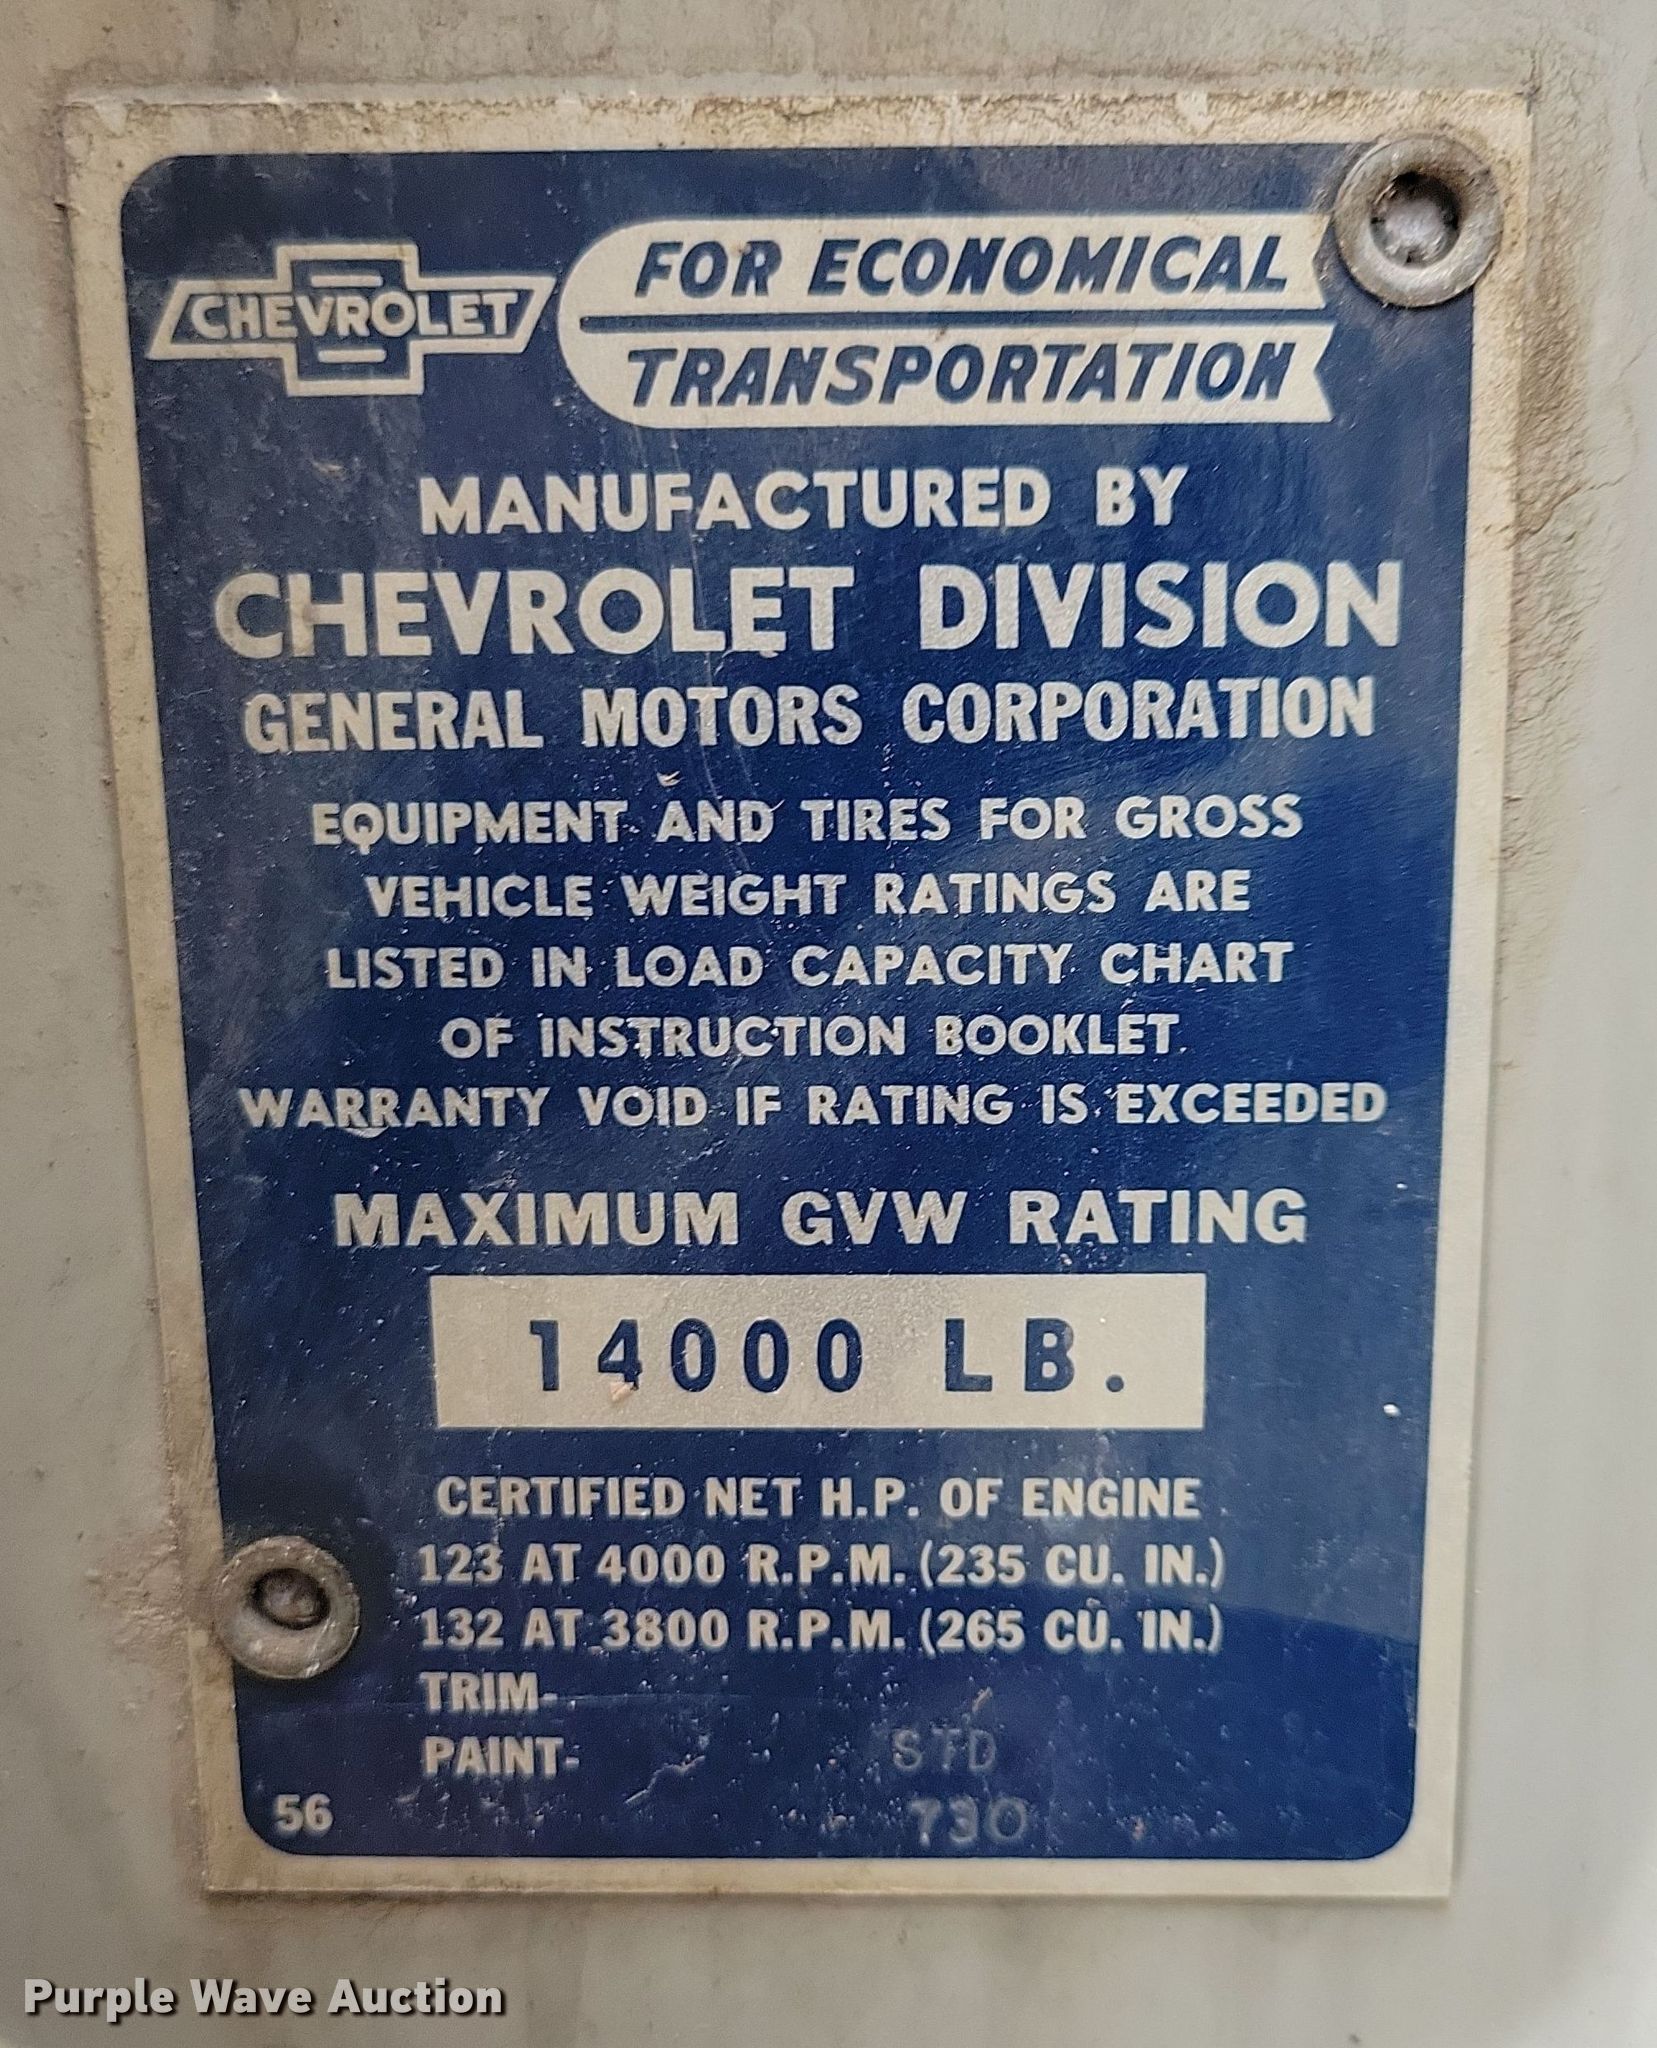 CHEVROLET
FOR ECONOMICAL
TRANSPORTATION
MANUFACTURED BY
CHEVROLET DIVISION
GENERAL MOTORS CORPORATION
EQUIPMENT AND TIRES FOR GROSS
VEHICLE WEIGHT RATINGS ARE
LISTED IN LOAD CAPACITY CHART
OF INSTRUCTION BOOKLET.
WARRANTY VOID IF RATING IS EXCEEDED
MAXIMUM GVW RATING
14000 LB.
CERTIFIED NET H.P. OF ENGINE
123 AT 4000 R.P.M. (235 CU. IN.)
132 AT 3800 R.P.M. (265 CU. IN.)
TRIM-
PAINT- STD
56 730
Purple Wave Auction